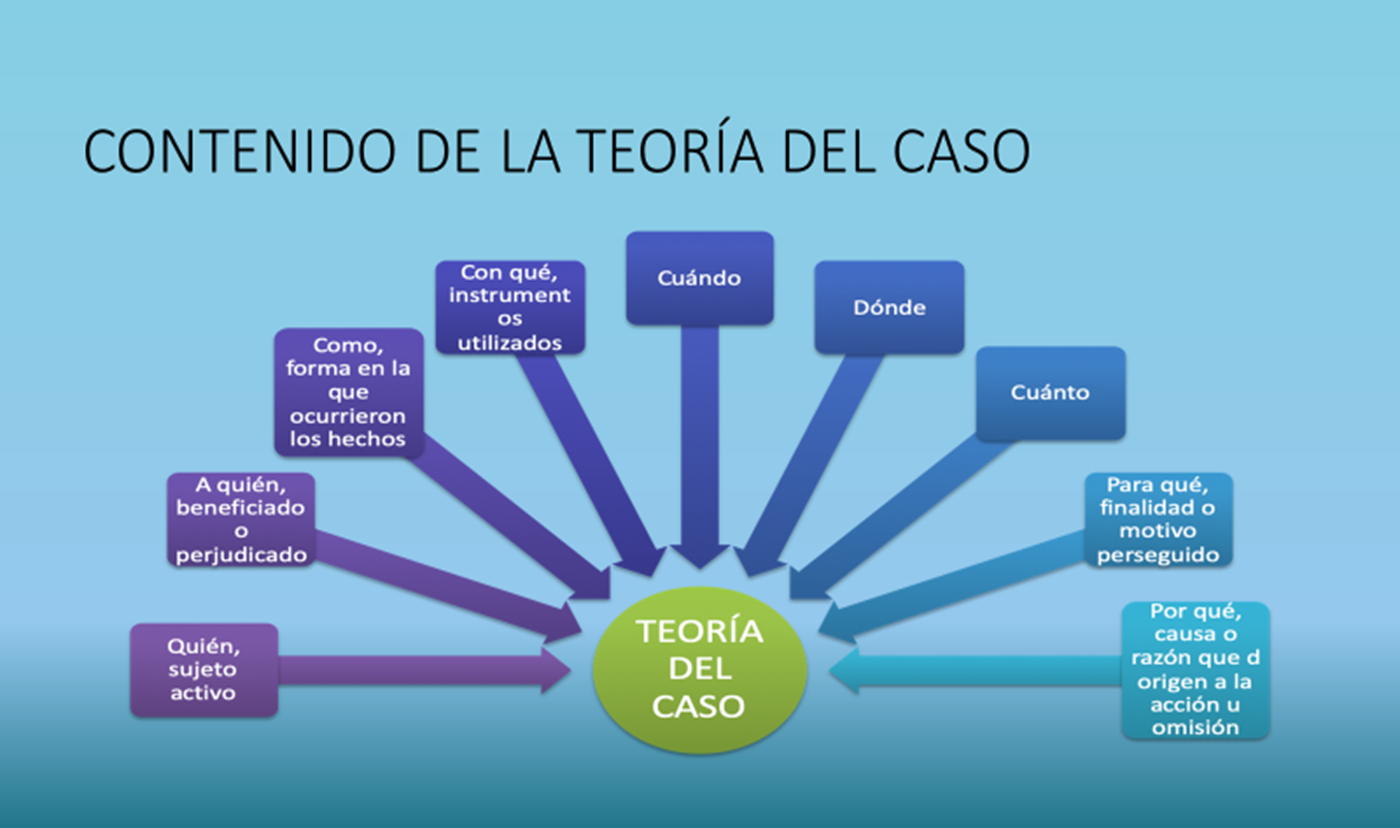 CONTENIDO DE LA TEORÍA DEL CASO
Quién,
sujeto
activo
A quién,
beneficiado
o
perjudicado
Como,
forma en la
que
ocurrieron
los hechos
Con qué,
instrument
os
utilizados
Cuándo
Dónde
Cuánto
Para qué,
finalidad o
motivo
perseguido
Por qué,
causa o
razón que d
origen a la
acción u
omisión
TEORÍA
DEL
CASO